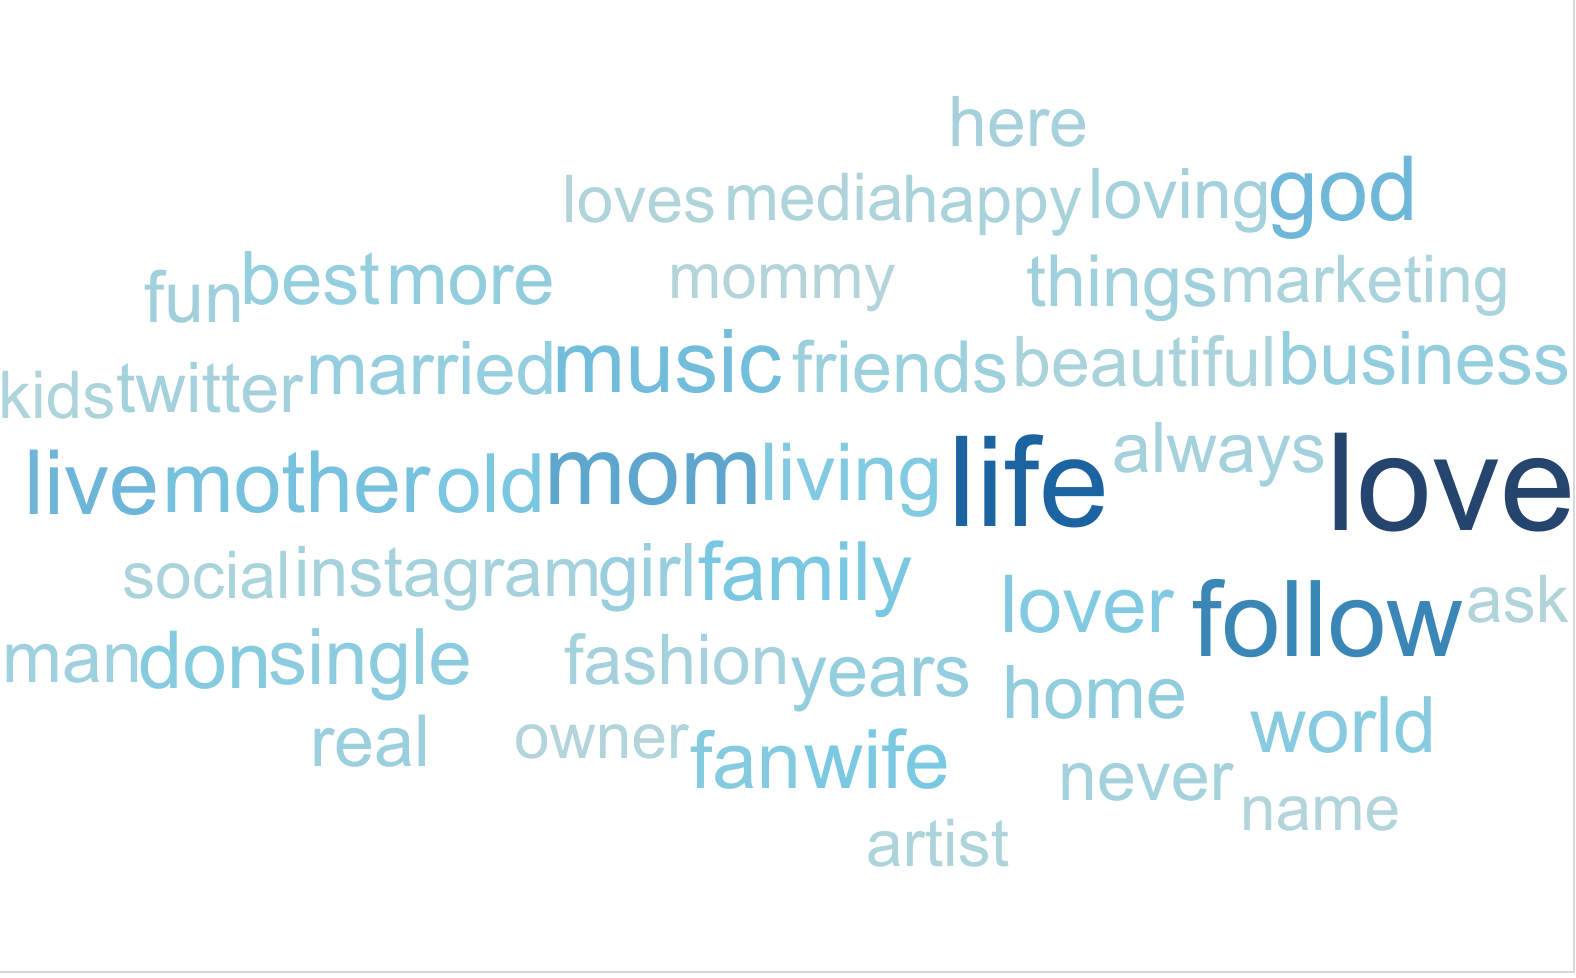 here
loves media happy loving god
fun best more mommy things marketing
kids twitter married music friends beautiful business
live mother old mom living life always love
social instagram girl family lover follow ask
man don single fashion years home world
real owner fan wife never name
artist